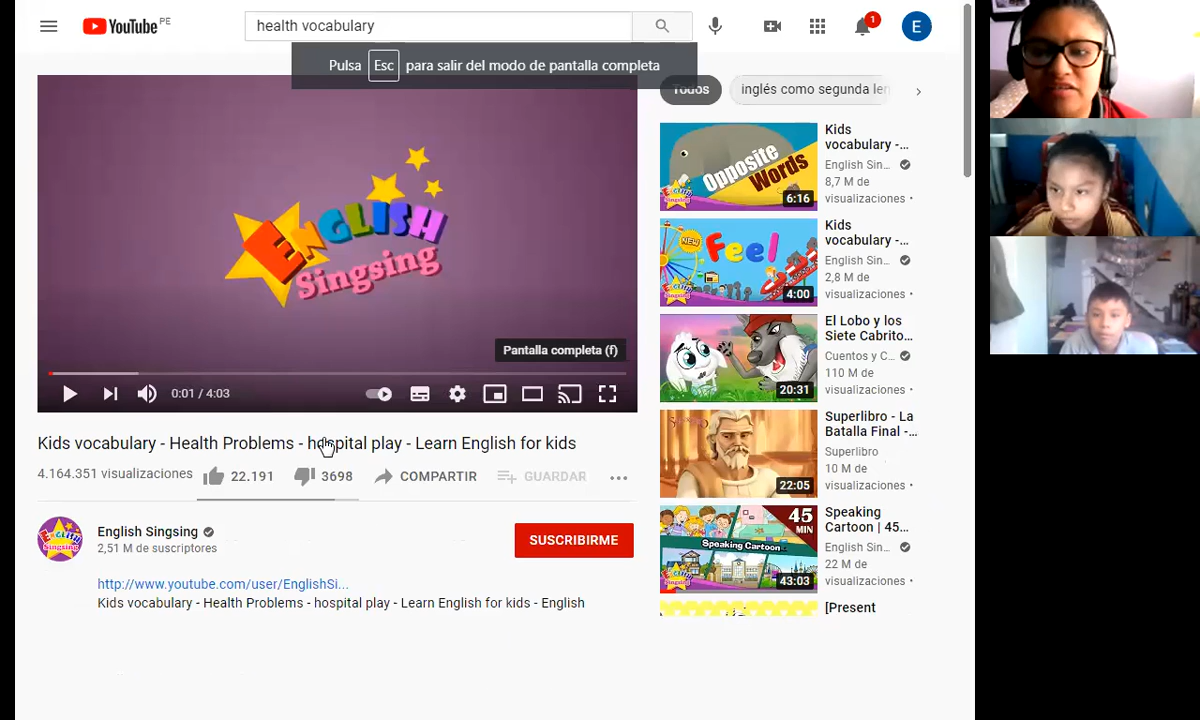 YouTube PE
health vocabulary
1
E
Pulsa Esc para salir del modo de pantalla completa
ENGLISH
Singsing
Pantalla completa (f)
0:01 / 4:03
Kids vocabulary - Health Problems - hospital play - Learn English for kids
4.164.351 visualizaciones
22.191
3698
COMPARTIR
GUARDAR
English Singsing
2,51 M de suscriptores
SUSCRIBIRME
http://www.youtube.com/user/EnglishSi...
Kids vocabulary - Health Problems - hospital play - Learn English for kids - English
Todos
inglés como segunda len
Opposite
Words
6:16
Kids
vocabulary -...
English Sin...
8,7 M de
visualizaciones •
NEW
Feel
4:00
Kids
vocabulary -...
English Sin...
2,8 M de
visualizaciones •
20:31
El Lobo y los
Siete Cabrito...
Cuentos y C...
110 M de
visualizaciones •
22:05
Superlibro - La
Batalla Final -...
Superlibro
10 M de
visualizaciones •
45
MIN
Speaking Cartoon
43:03
Speaking
Cartoon | 45...
English Sin...
22 M de
visualizaciones •
[Present